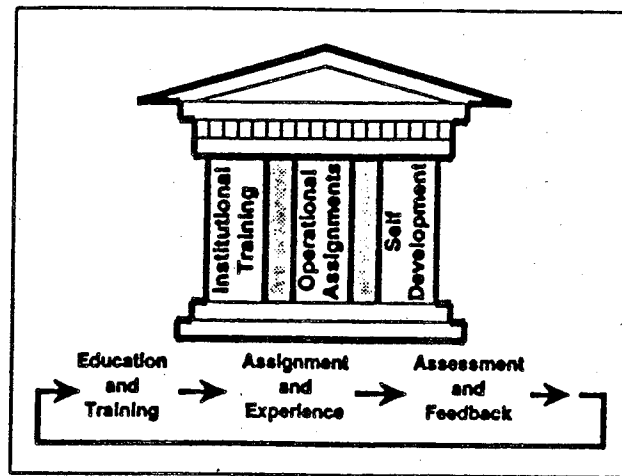 Institutional
Training
Operational
Assignments
Self
Development
Education
and
Training
Assignment
and
Experience
Assessment
and
Feedback